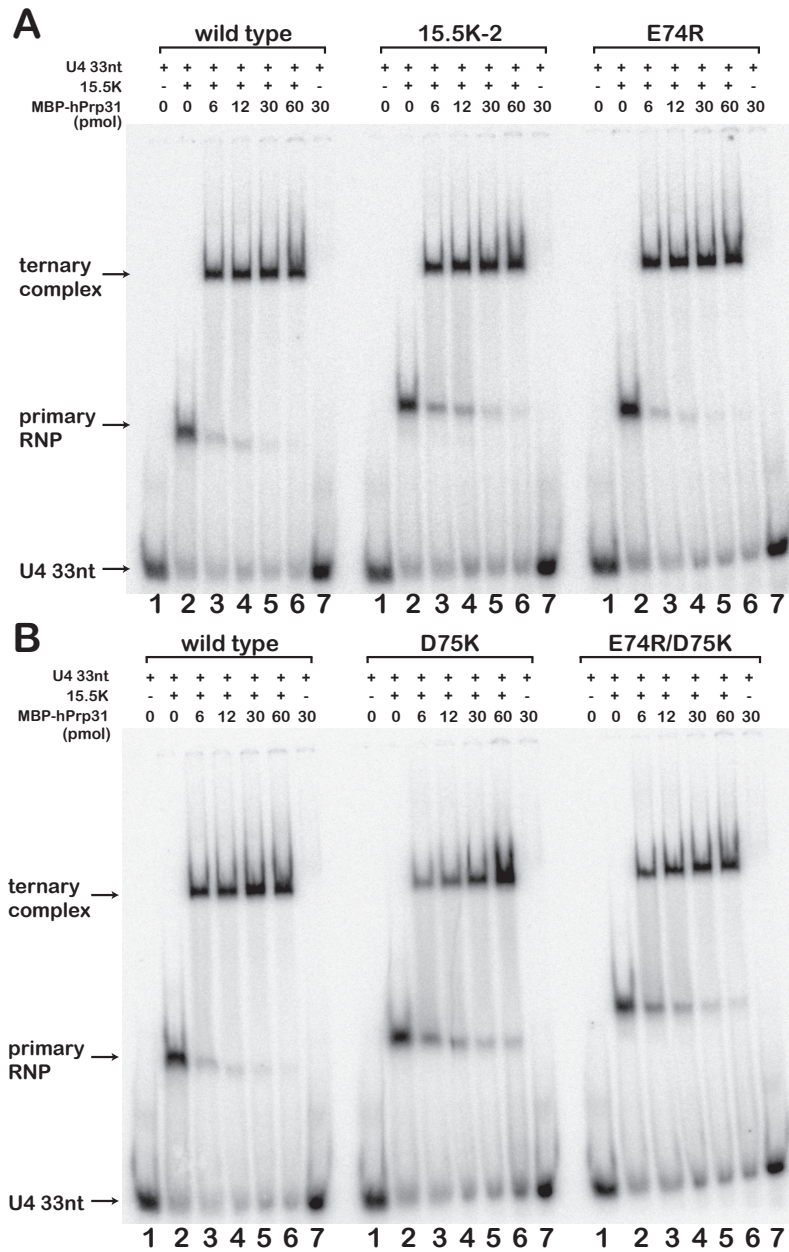 A
wild type 15.5K-2 E74R
U4 33nt + + + + + + + + + + + + + + + + + + + + +
15.5K - + + + + + - - + + + + + - - + + + + + -
MBP-hPrp31 0 0 6 12 30 60 30 0 0 6 12 30 60 30 0 0 6 12 30 60 30
(pmol)
ternary
complex
primary
RNP
U4 33nt
1 2 3 4 5 6 7 1 2 3 4 5 6 7 1 2 3 4 5 6 7
B
wild type D75K E74R/D75K
U4 33nt + + + + + + + + + + + + + + + + + + + + +
15.5K - + + + + + - - + + + + + - - + + + + + -
MBP-hPrp31 0 0 6 12 30 60 30 0 0 6 12 30 60 30 0 0 6 12 30 60 30
(pmol)
ternary
complex
primary
RNP
U4 33nt
1 2 3 4 5 6 7 1 2 3 4 5 6 7 1 2 3 4 5 6 7